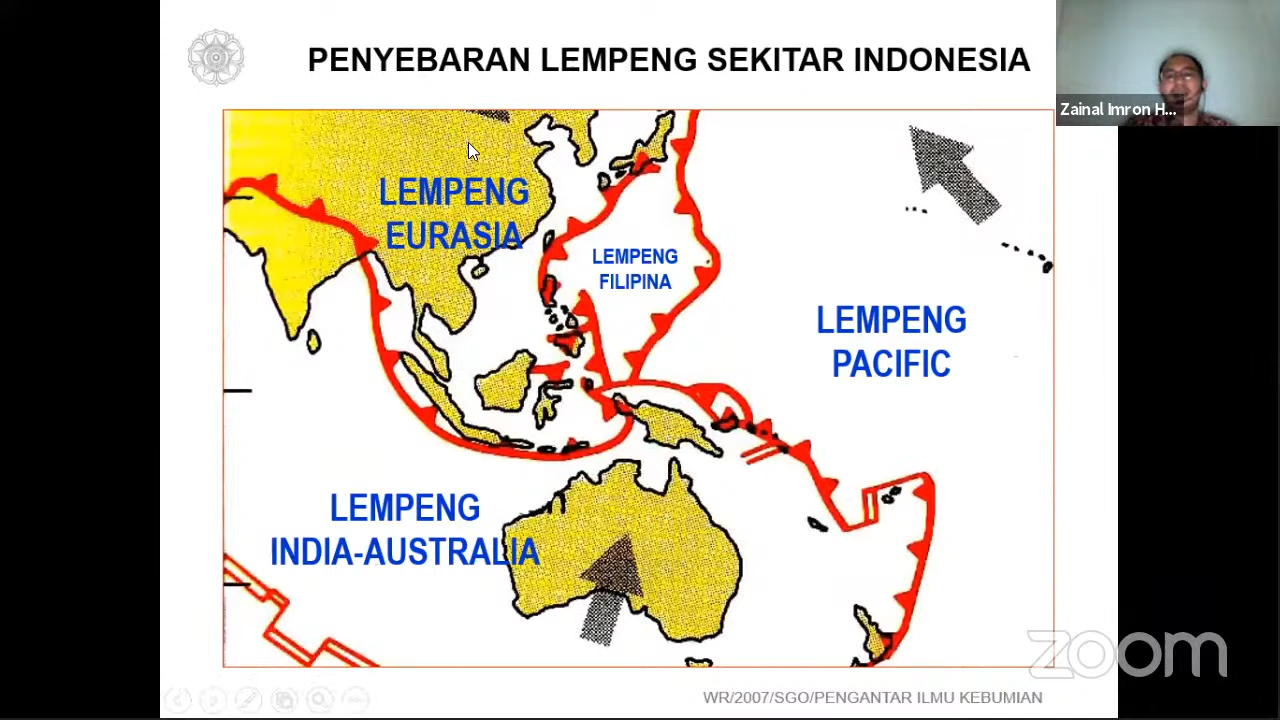 PENYEBARAN LEMPENG SEKITAR INDONESIA
Zainal Imron H...
LEMPENG
EURASIA
LEMPENG
FILIPINA
LEMPENG
PACIFIC
LEMPENG
INDIA-AUSTRALIA
zoom
WR/2007/SGO/PENGANTAR ILMU KEBUMIAN